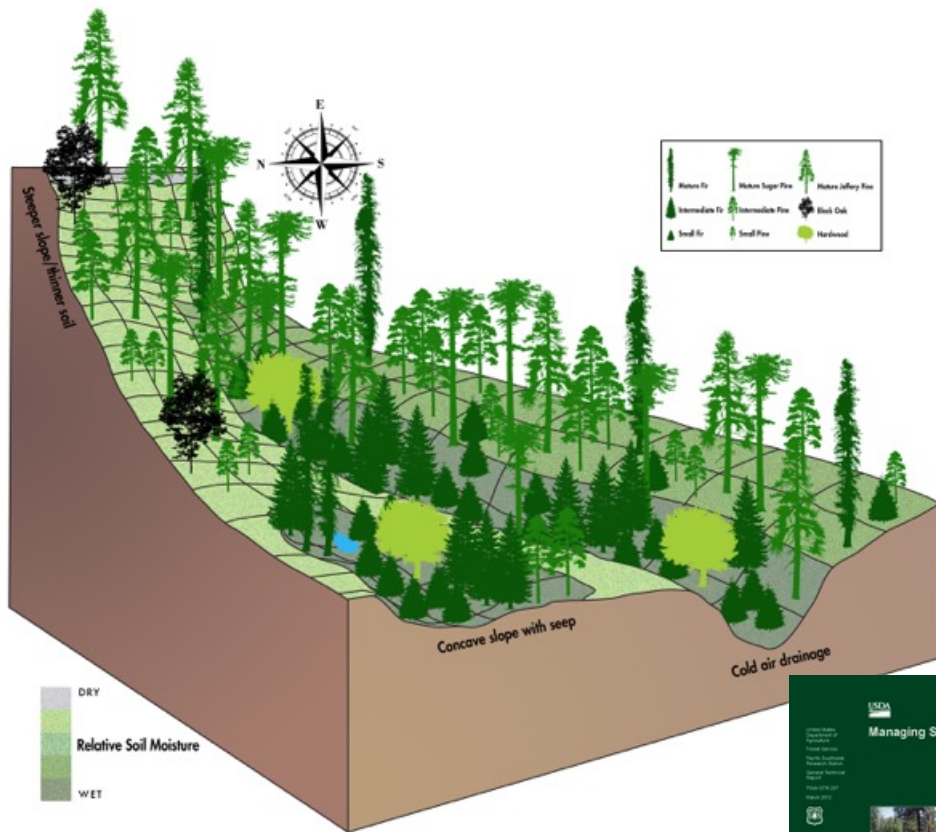 E
N
S
W
Mature Fir
Mature Sugar Pine
Mature Jeffery Pine
Intermediate Fir
Intermediate Pine
Black Oak
Small Fir
Small Pine
Hardwood
Steeper slope/thinner soil
Concave slope with seep
Cold air drainage
DRY
Relative Soil Moisture
WET
USDA
Managing S
United States
Department of
Agriculture
Forest Service
Pacific Southwest
Research Station
General Technical
Report
March 2012